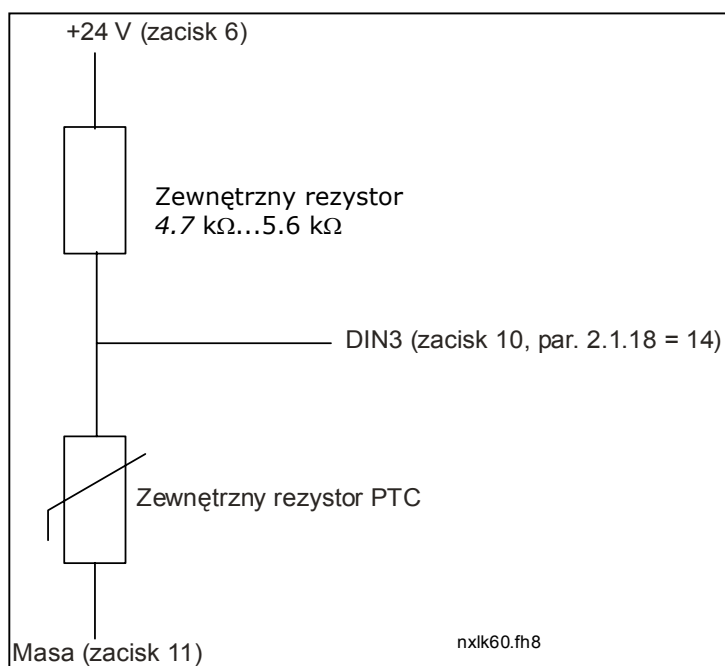 +24 V (zacisk 6)
Zewnętrzny rezystor
4.7 kΩ...5.6 kΩ
DIN3 (zacisk 10, par. 2.1.18 = 14)
Zewnętrzny rezystor PTC
Masa (zacisk 11)
nxlk60.fh8